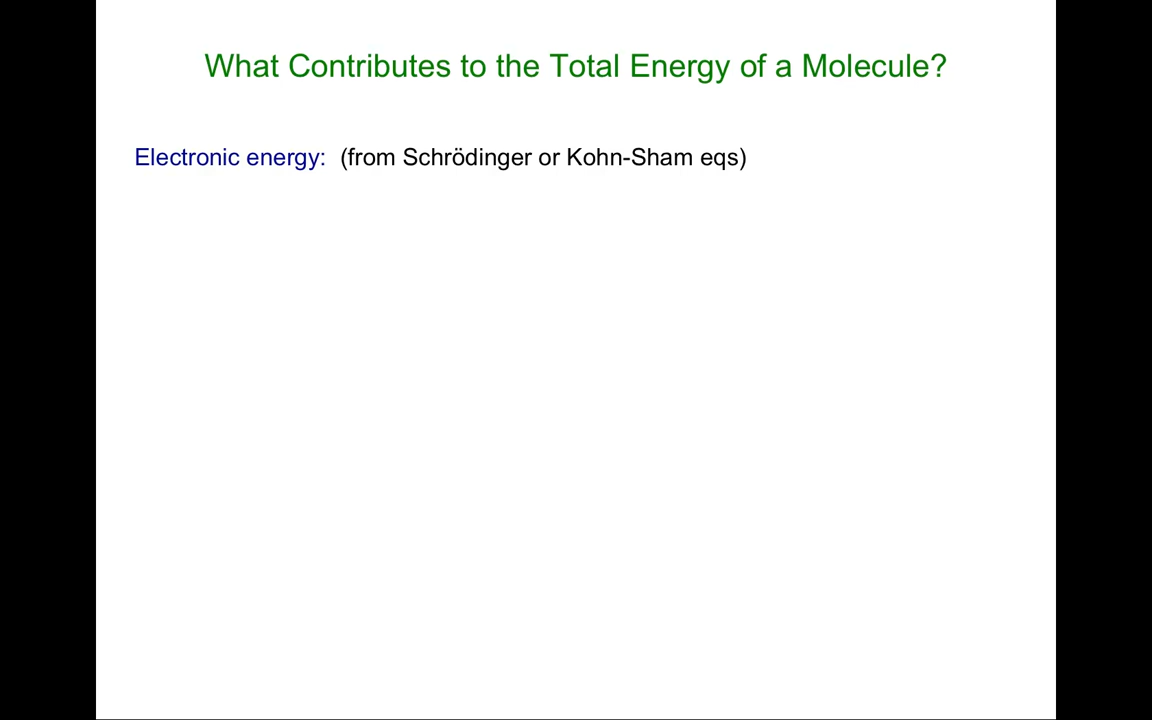 What Contributes to the Total Energy of a Molecule?
Electronic energy: (from Schrödinger or Kohn-Sham eqs)